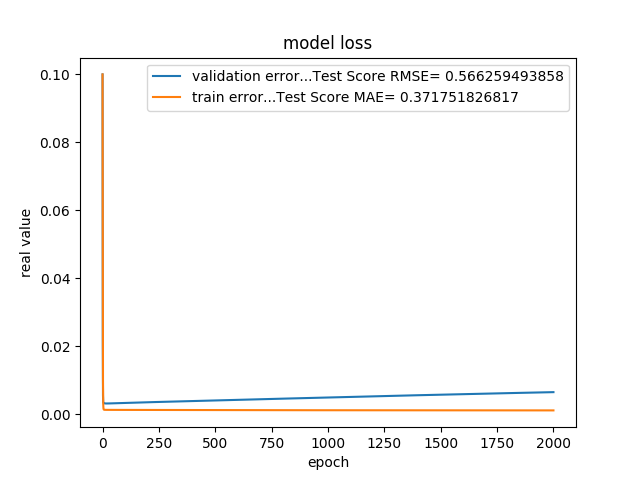 model loss
validation error...Test Score RMSE= 0.566259493858
train error...Test Score MAE= 0.371751826817
0.10
0.08
0.06
0.04
0.02
0.00
real value
0 250 500 750 1000 1250 1500 1750 2000
epoch